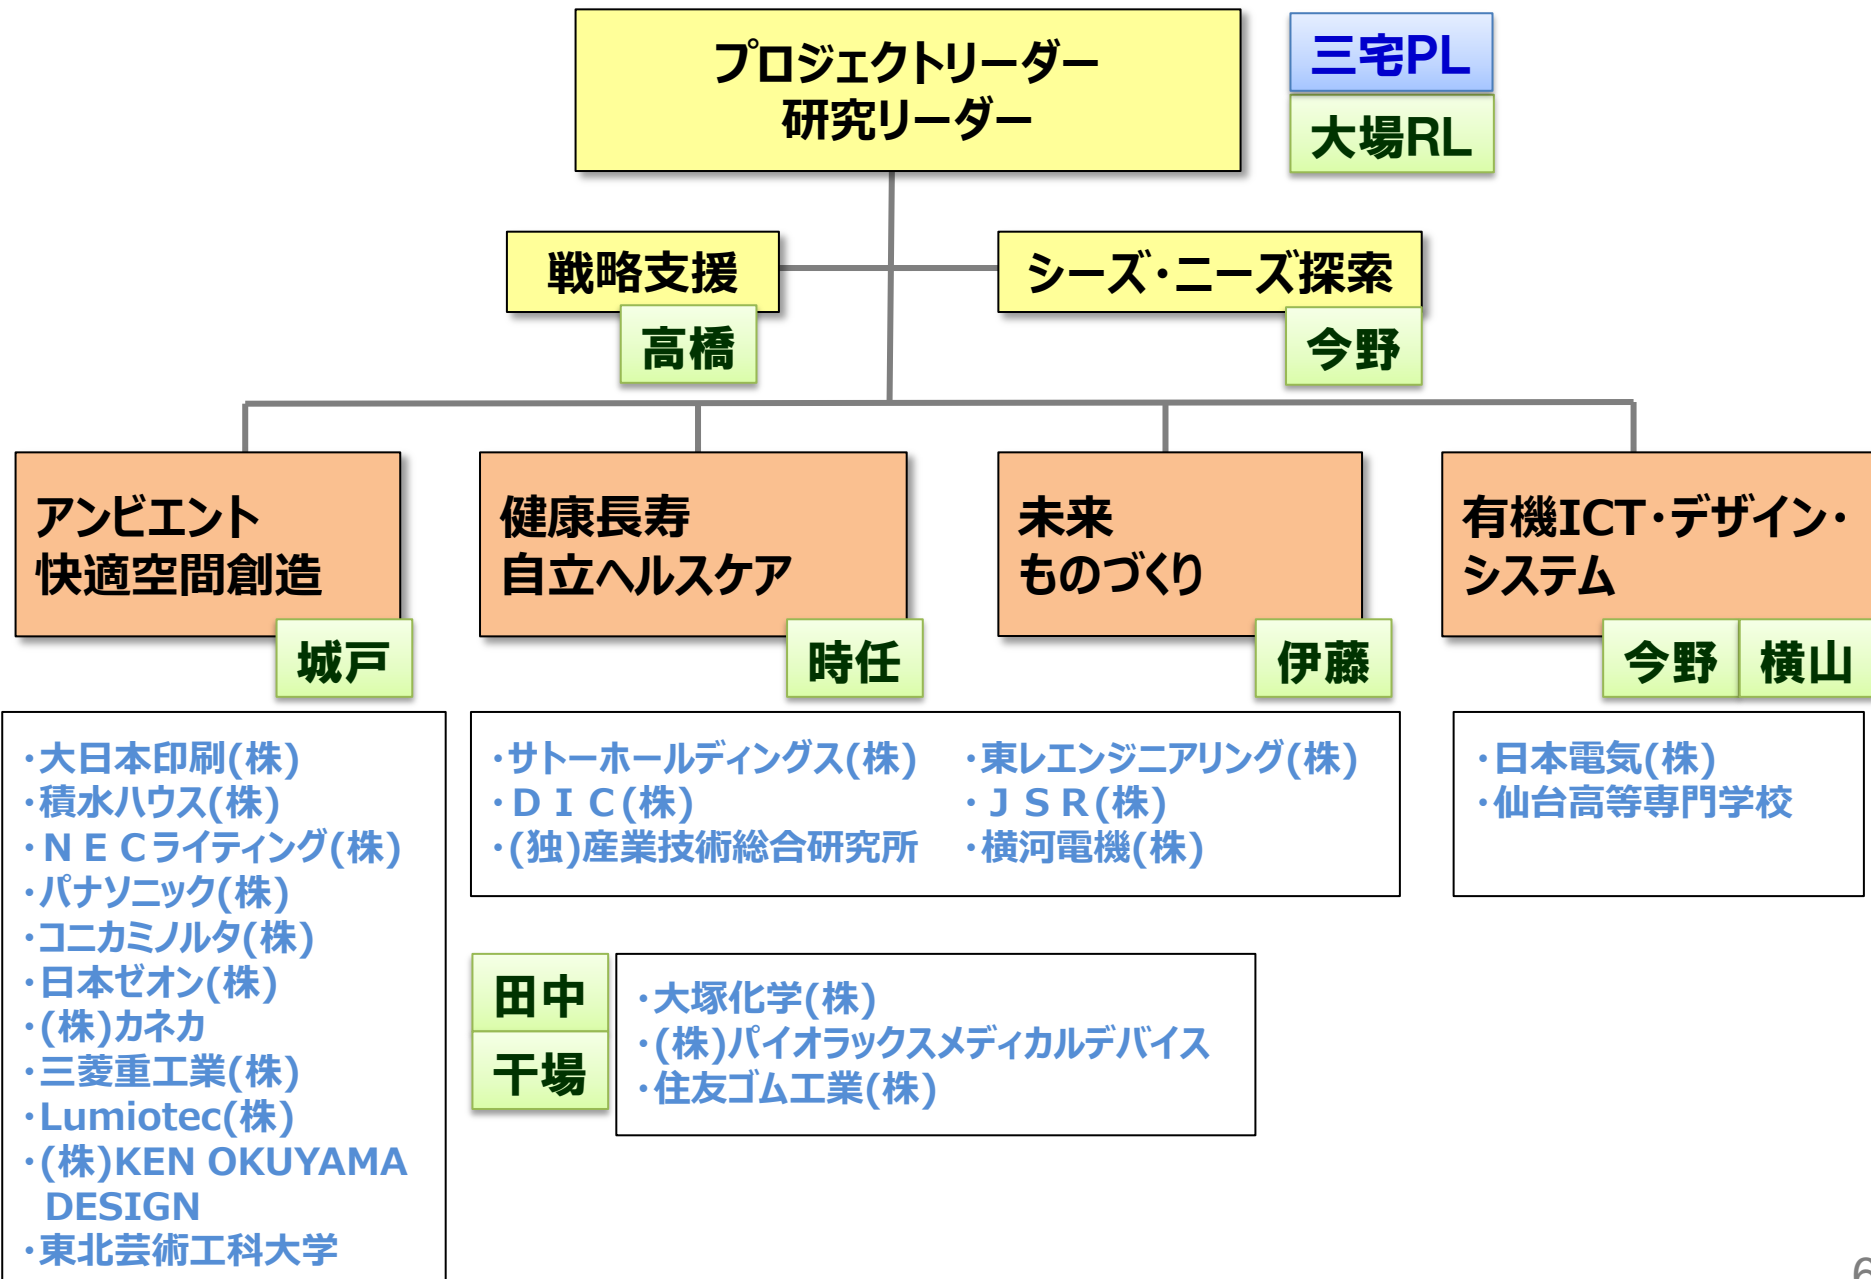 プロジェクトリーダー
研究リーダー
三宅PL
大場RL
戦略支援
高橋
シーズ・ニーズ探索
今野
アンビエント
快適空間創造
城戸
健康長寿
自立ヘルスケア
時任
未来
ものづくり
伊藤
有機ICT・デザイン・
システム
今野
横山
・大日本印刷(株)
・積水ハウス(株)
・ＮＥＣライティング(株)
・パナソニック(株)
・コニカミノルタ(株)
・日本ゼオン(株)
・(株)カネカ
・三菱重工業(株)
・Lumiotec(株)
・(株)KEN OKUYAMA
DESIGN
・東北芸術工科大学
・サトーホールディングス(株)
・ＤＩＣ(株)
・(独)産業技術総合研究所
・東レエンジニアリング(株)
・ＪＳＲ(株)
・横河電機(株)
・日本電気(株)
・仙台高等専門学校
田中
干場
・大塚化学(株)
・(株)パイオラックスメディカルデバイス
・住友ゴム工業(株)
6